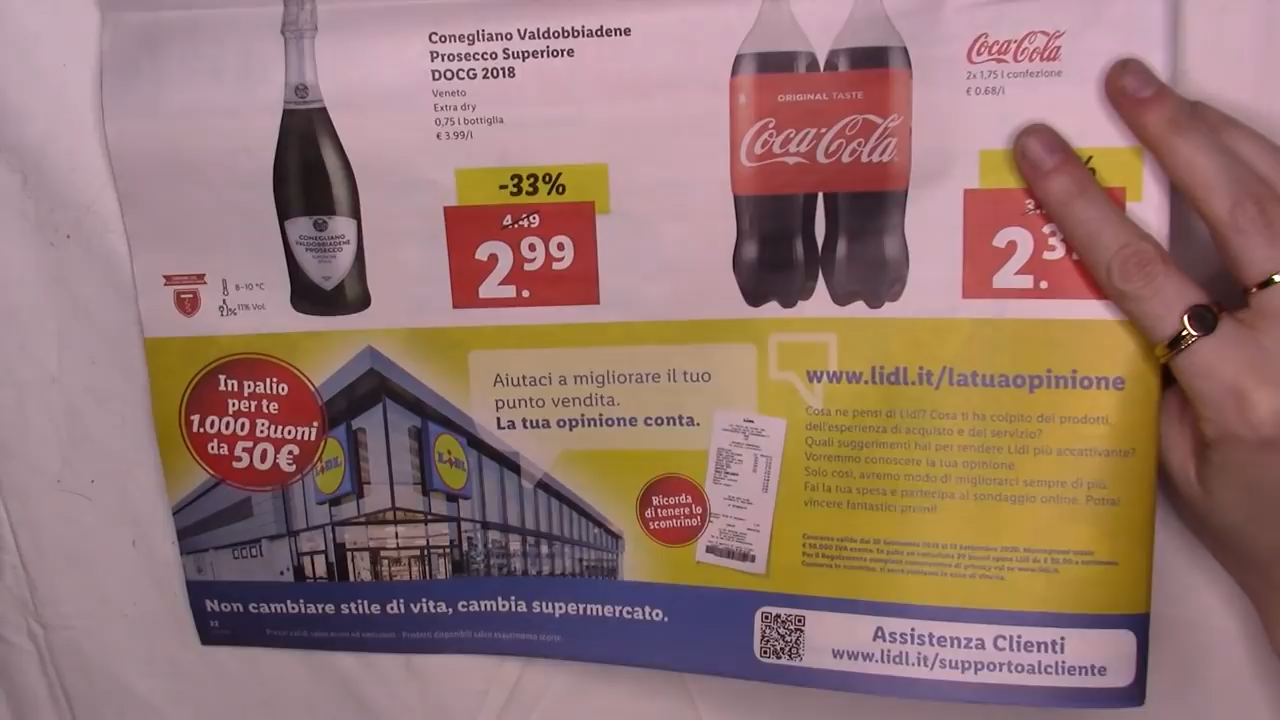 Conegliano Valdobbiadene
Prosecco Superiore
DOCG 2018
Veneto
Extra dry
0,75 l bottiglia
€ 3.99/l
-33%
4.49
2.99
8-10 °C
11% Vol.
CONEGLIANO
VALDOBBIADENE
PROSECCO
ORIGINAL TASTE
Coca-Cola
Coca-Cola
2x 1,75 l confezione
€ 0.68/l
%
2.3
In palio
per te
1.000 Buoni
da 50€
LIDL
LIDL
Aiutaci a migliorare il tuo
punto vendita.
La tua opinione conta.
Ricorda
di tenere lo
scontrino!
www.lidl.it/latuaopinione
Cosa ne pensi di Lidl? Cosa ti ha colpito dei prodotti,
dell'esperienza di acquisto e del servizio?
Quali suggerimenti hai per rendere Lidl più accattivante?
Vorremmo conoscere la tua opinione.
Solo così, avremo modo di migliorarci sempre di più.
Fai la tua spesa e partecipa al sondaggio online. Potrai
vincere fantastici premi!
Non cambiare stile di vita, cambia supermercato.
22
Assistenza Clienti
www.lidl.it/supportoalcliente